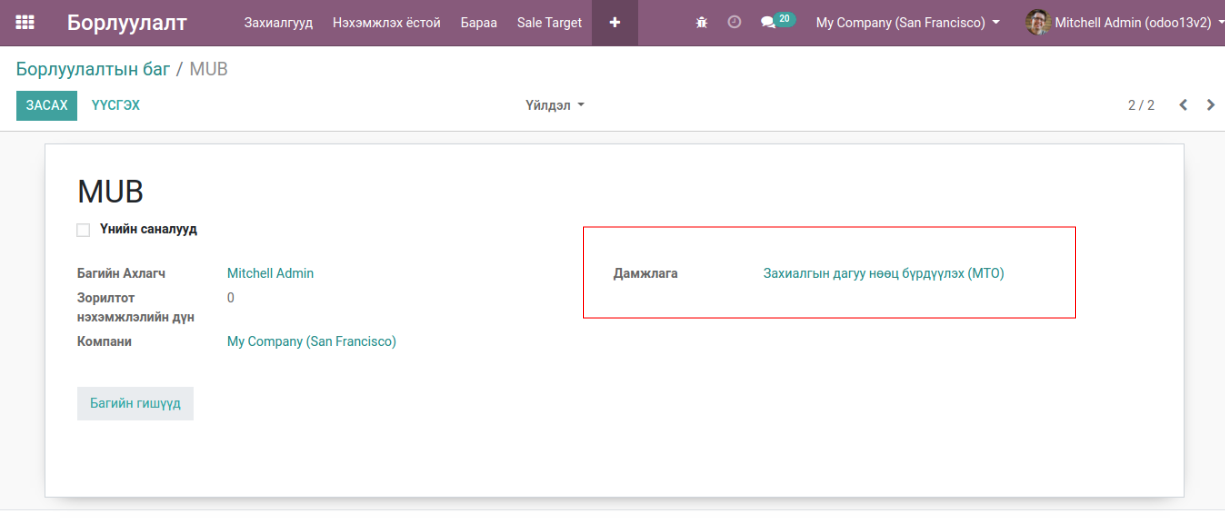 Борлуулалт Захиалгууд Нэхэмжлэх ёстой Бараа Sale Target + 20 My Company (San Francisco) Mitchell Admin (odoo13v2)
Борлуулалтын баг / MUB
ЗАСАХ ҮҮСГЭХ Үйлдэл 2 / 2
MUB
Үнийн саналууд
Багийн Ахлагч Mitchell Admin
Дамжлага Захиалгын дагуу нөөц бүрдүүлэх (MTO)
Зорилтот 0
нэхэмжлэлийн дүн
Компани My Company (San Francisco)
Багийн гишүүд